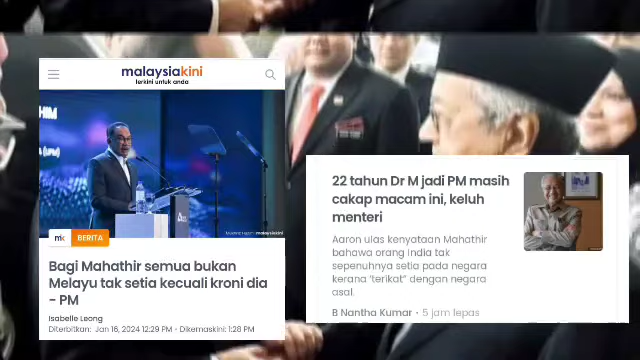 malaysiakini
terkini untuk anda
mk BERITA
malaysiakini
Bagi Mahathir semua bukan
Melayu tak setia kecuali kroni dia
- PM
Isabelle Leong
Diterbitkan: Jan 16, 2024 12:29 PM · Dikemaskini: 1:28 PM
22 tahun Dr M jadi PM masih
cakap macam ini, keluh
menteri
Aaron ulas kenyataan Mahathir
bahawa orang India tak
sepenuhnya setia pada negara
kerana 'terikat" dengan negara
asal.
B Nantha Kumar · 5 jam lepas